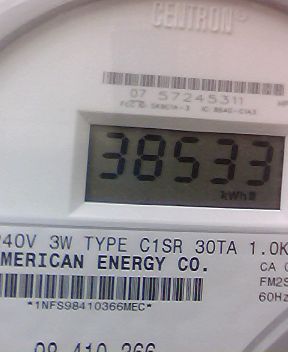 CENTRON®
07 57245311
38533
kWh
240V 3W TYPE C1SR 30TA 1.0K
AMERICAN ENERGY CO.
CA
FM2S
60Hz
*1NFS98410366MEC*
98 410 366